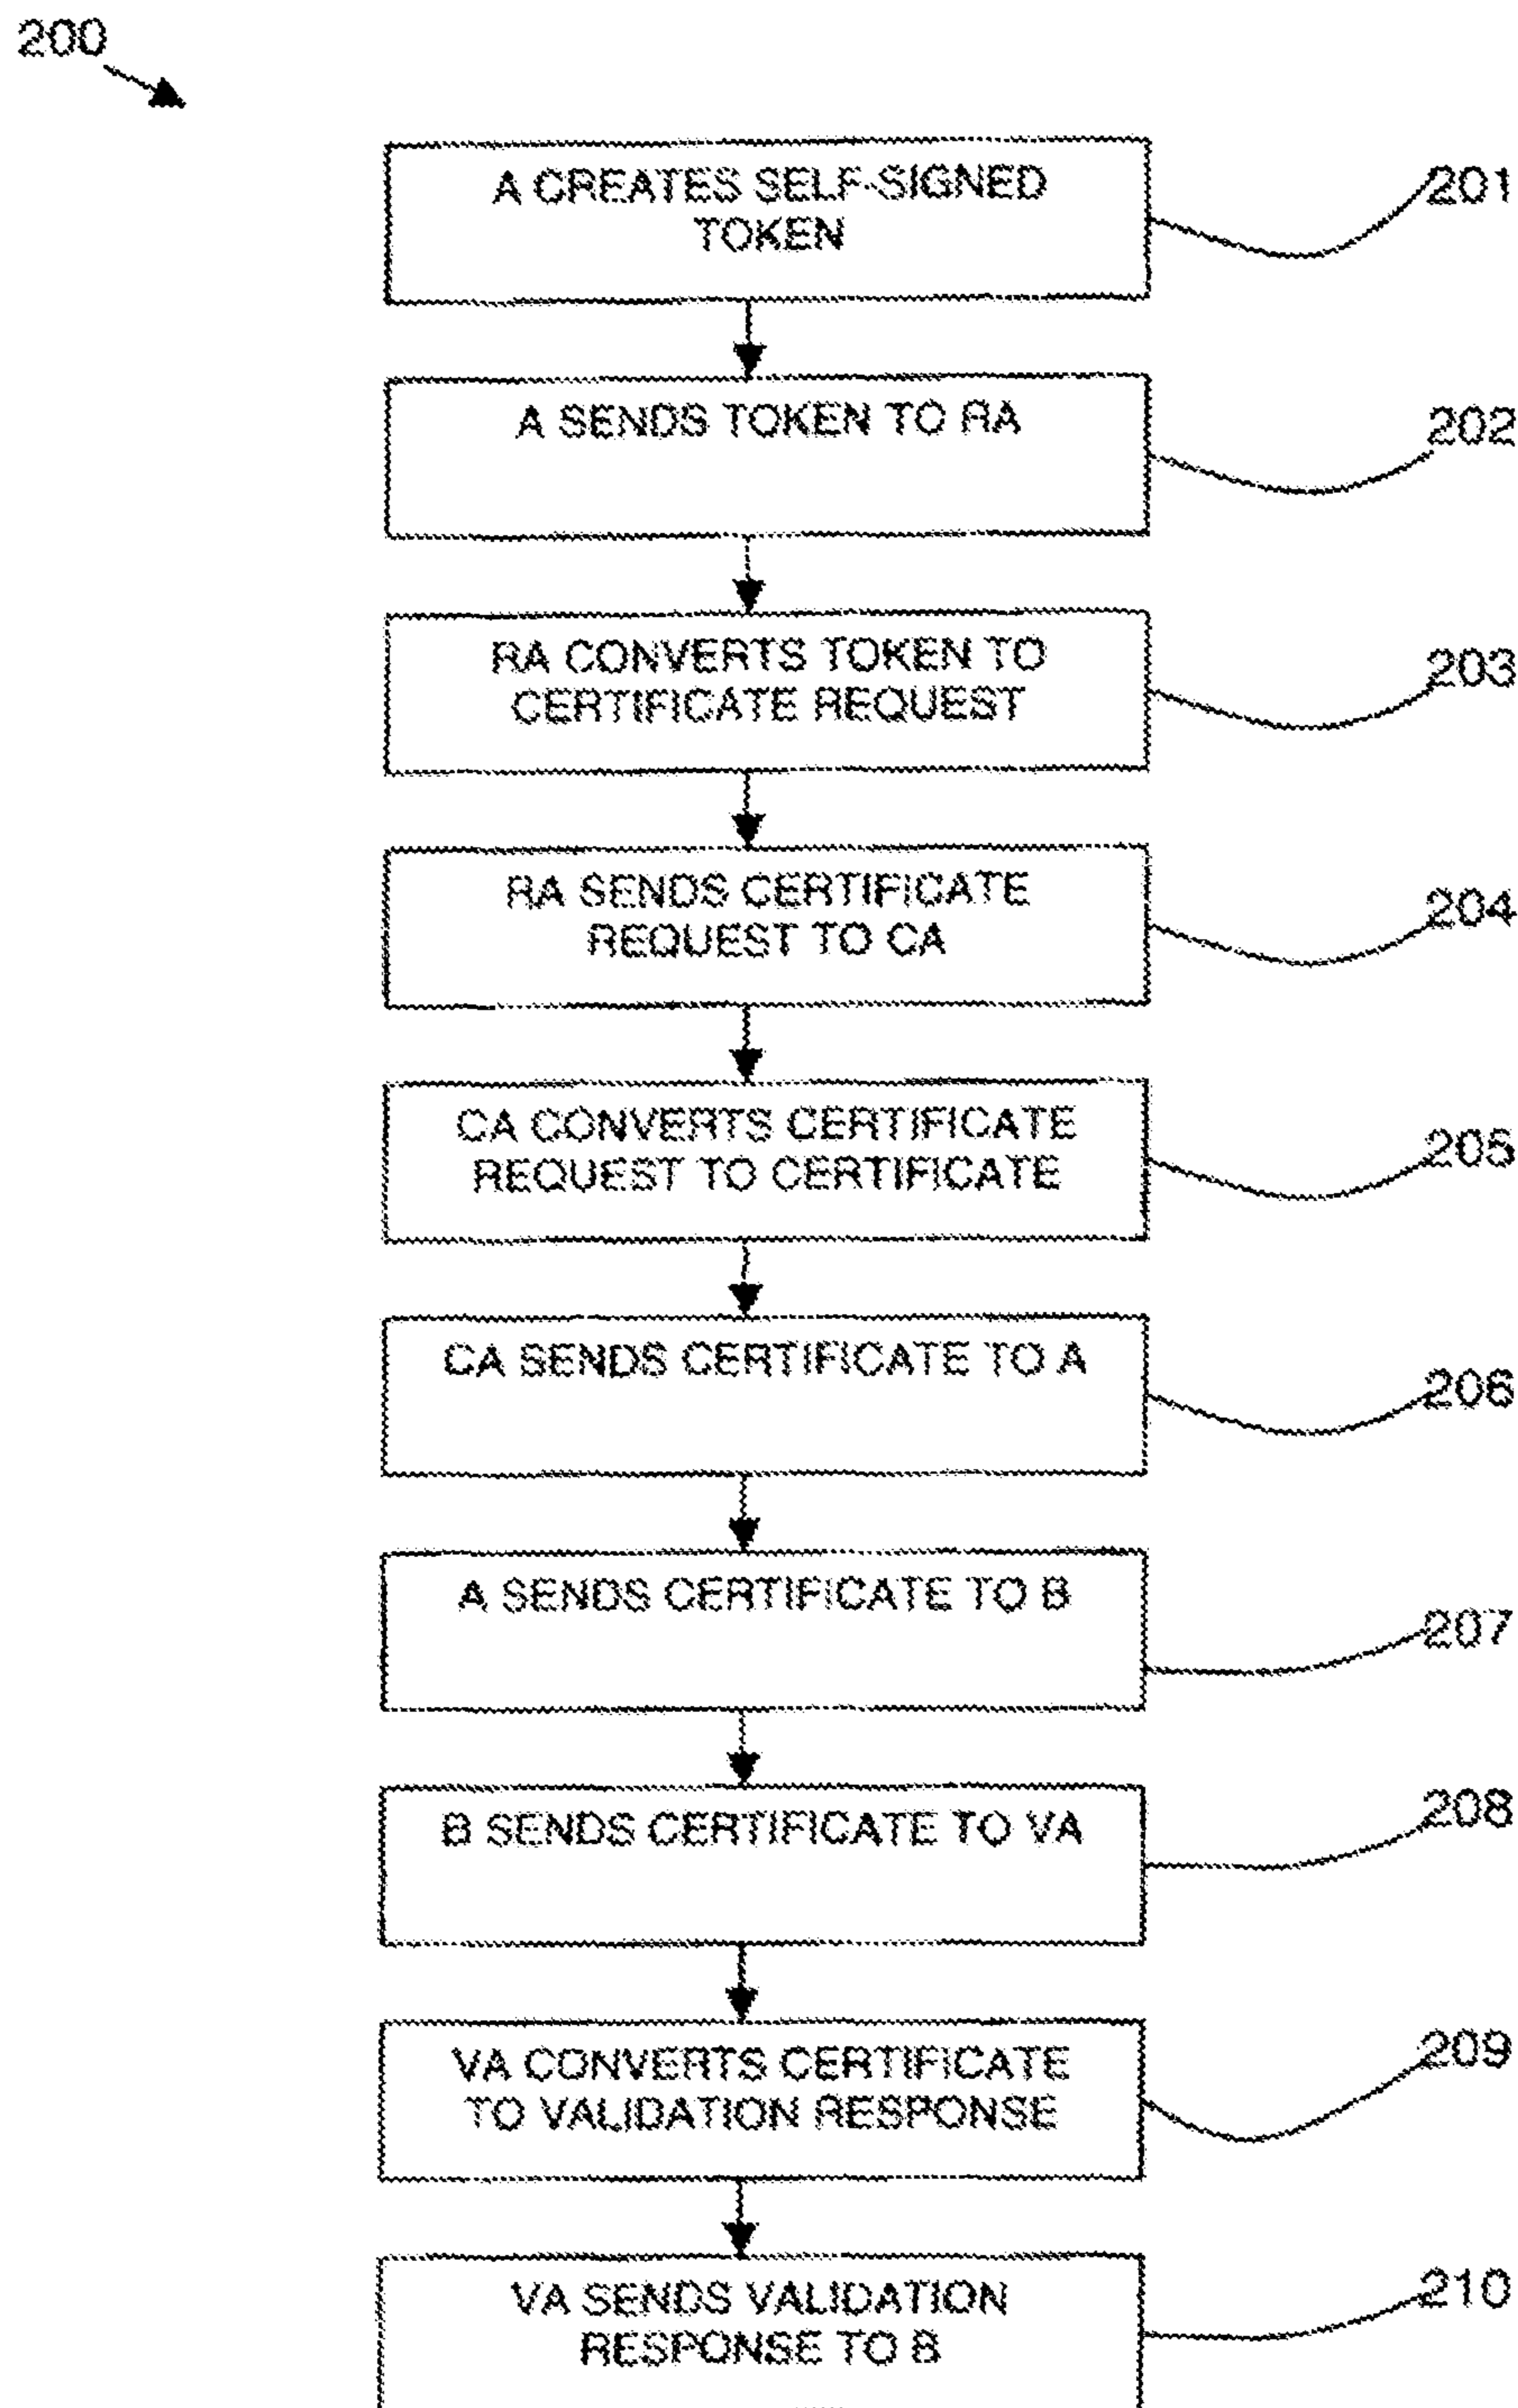 200
A CREATES SELF-SIGNED
TOKEN
201
A SENDS TOKEN TO RA
202
RA CONVERTS TOKEN TO
CERTIFICATE REQUEST
203
RA SENDS CERTIFICATE
REQUEST TO CA
204
CA CONVERTS CERTIFICATE
REQUEST TO CERTIFICATE
205
CA SENDS CERTIFICATE TO A
206
A SENDS CERTIFICATE TO B
207
B SENDS CERTIFICATE TO VA
208
VA CONVERTS CERTIFICATE
TO VALIDATION RESPONSE
209
VA SENDS VALIDATION
RESPONSE TO B
210